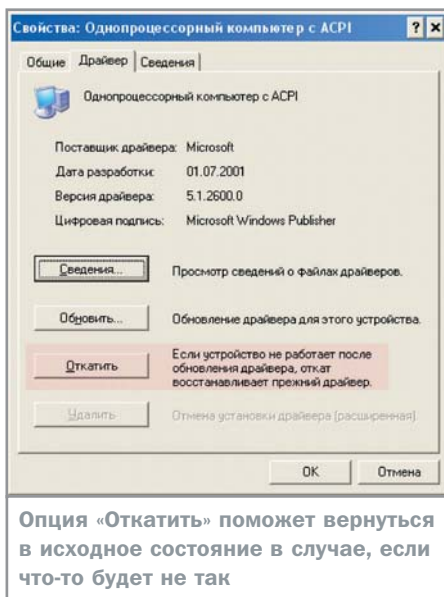 Свойства: Однопроцессорный компьютер с ACPI
Общие Драйвер Сведения
Однопроцессорный компьютер с ACPI
Поставщик драйвера: Microsoft
Дата разработки: 01.07.2001
Версия драйвера: 5.1.2600.0
Цифровая подпись: Microsoft Windows Publisher
Сведения... Просмотр сведений о файлах драйверов.
Обновить... Обновление драйвера для этого устройства.
Откатить Если устройство не работает после
обновления драйвера, откат
восстанавливает прежний драйвер.
Удалить Отмена установки драйвера (расширенная).
OK Отмена
Опция «Откатить» поможет вернуться
в исходное состояние в случае, если
что-то будет не так